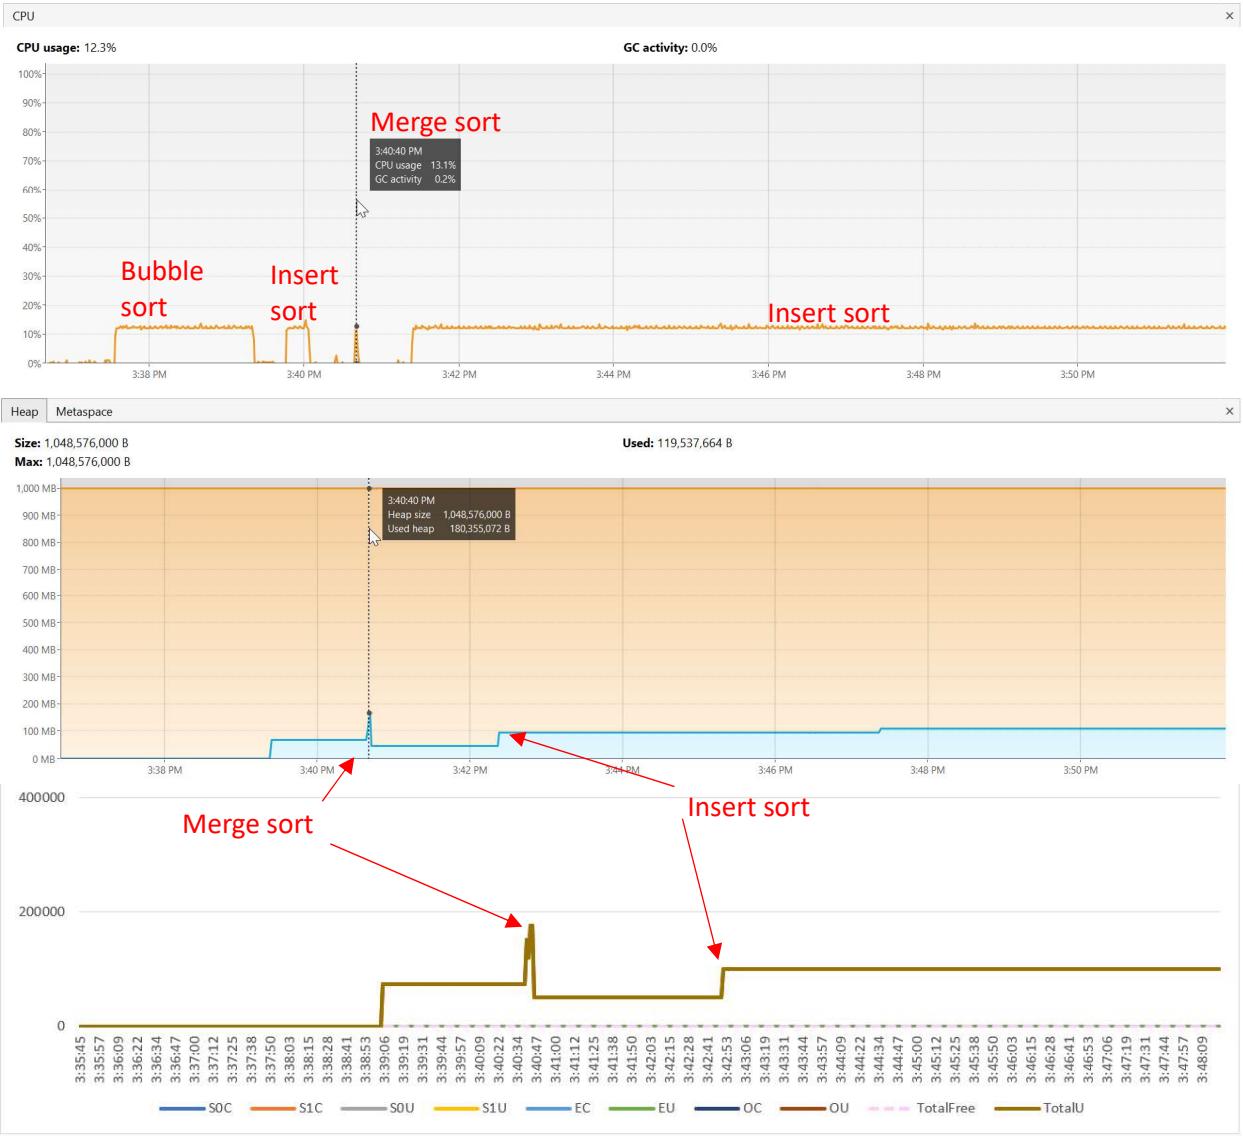 CPU ×
CPU usage: 12.3% GC activity: 0.0%
100%
90%
80%
70%
60%
50%
40%
30%
20%
10%
0%
Merge sort
3:40:40 PM
CPU usage 13.1%
GC activity 0.2%
Bubble
sort
Insert
sort
Insert sort
3:38 PM 3:40 PM 3:42 PM 3:44 PM 3:46 PM 3:48 PM 3:50 PM
Heap Metaspace ×
Size: 1,048,576,000 B Used: 119,537,664 B
Max: 1,048,576,000 B
1,000 MB
900 MB
800 MB
700 MB
600 MB
500 MB
400 MB
300 MB
200 MB
100 MB
0 MB
3:40:40 PM
Heap size 1,048,576,000 B
Used heap 180,355,072 B
3:38 PM 3:40 PM 3:42 PM 3:44 PM 3:46 PM 3:48 PM 3:50 PM
Merge sort
Insert sort
400000
200000
0
3:35:45
3:35:57
3:36:09
3:36:22
3:36:34
3:36:47
3:37:00
3:37:12
3:37:25
3:37:38
3:37:50
3:38:03
3:38:15
3:38:28
3:38:41
3:38:53
3:39:06
3:39:19
3:39:31
3:39:44
3:39:57
3:40:09
3:40:22
3:40:34
3:40:47
3:41:00
3:41:12
3:41:25
3:41:38
3:41:50
3:42:03
3:42:15
3:42:28
3:42:41
3:42:53
3:43:06
3:43:19
3:43:31
3:43:44
3:43:57
3:44:09
3:44:22
3:44:34
3:44:47
3:45:00
3:45:12
3:45:25
3:45:38
3:45:50
3:46:03
3:46:15
3:46:28
3:46:41
3:46:53
3:47:06
3:47:19
3:47:31
3:47:44
3:47:57
3:48:09
S0C S1C S0U S1U EC EU OC OU TotalFree TotalU